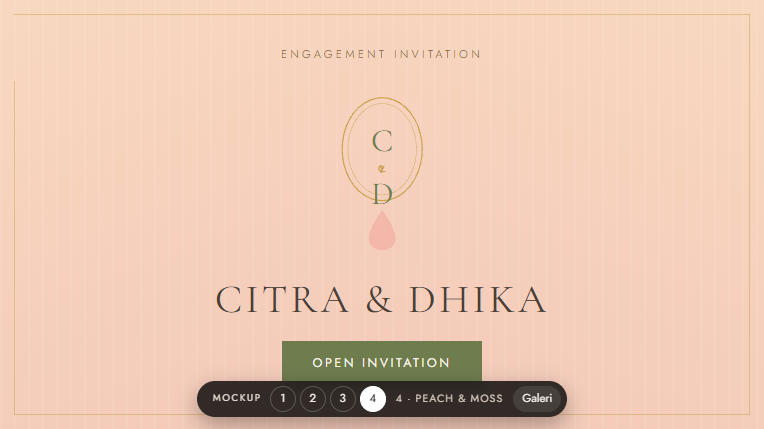 ENGAGEMENT INVITATION
C
&
D
CITRA & DHIKA
OPEN INVITATION
MOCKUP 1 2 3 4 4 - PEACH & MOSS Galeri